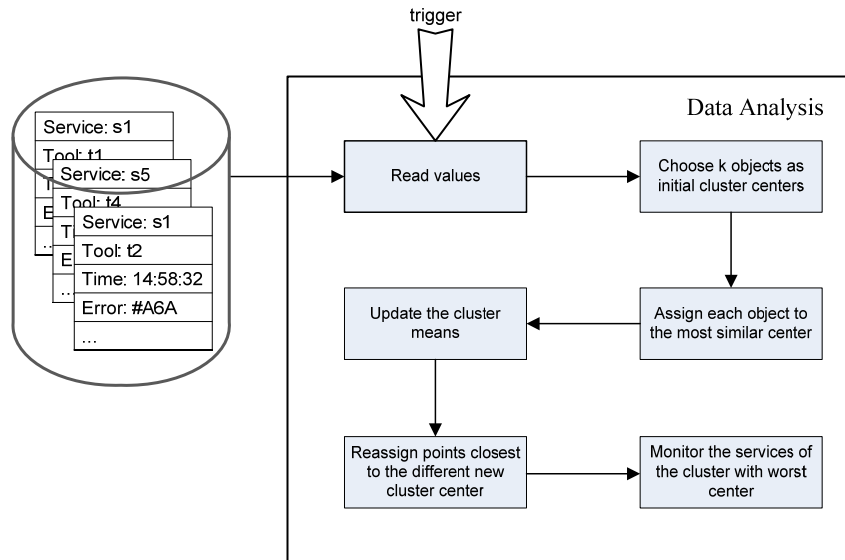 trigger
Data Analysis
Service: s1
Tool: t1
T
E
...
Service: s5
Tool: t4
T
E
...
Service: s1
Tool: t2
Time: 14:58:32
Error: #A6A
...
Read values
Choose k objects as
initial cluster centers
Assign each object to
the most similar center
Update the cluster
means
Reassign points closest
to the different new
cluster center
Monitor the services of
the cluster with worst
center